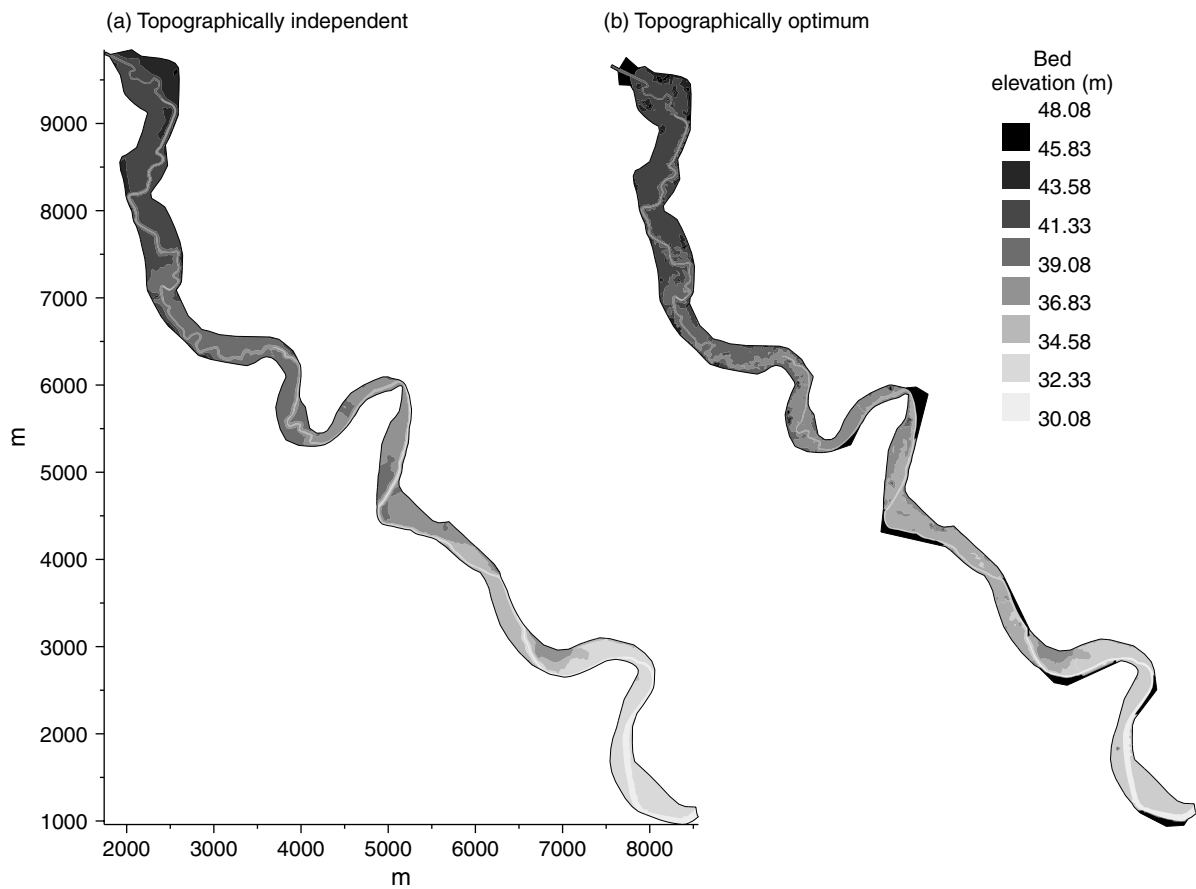 (a) Topographically independent
(b) Topographically optimum
Bed
elevation (m)
48.08
45.83
43.58
41.33
39.08
36.83
34.58
32.33
30.08
9000
8000
7000
6000
5000
4000
3000
2000
1000
m
2000 3000 4000 5000 6000 7000 8000
m